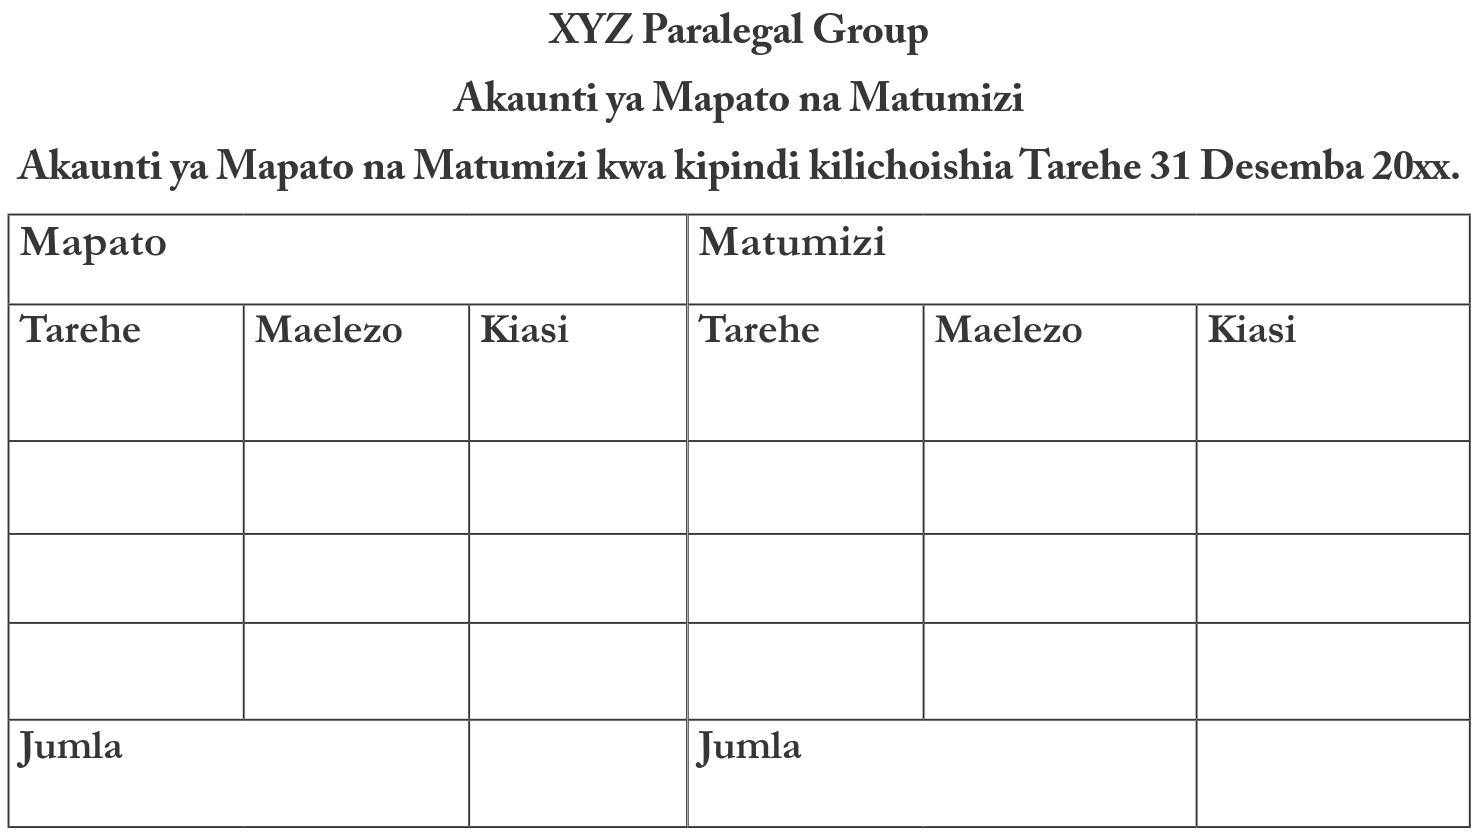 XYZ Paralegal Group
Akaunti ya Mapato na Matumizi
Akaunti ya Mapato na Matumizi kwa kipindi kilichoishia Tarehe 31 Desemba 20xx.
Mapato Matumizi
Tarehe Maelezo Kiasi Tarehe Maelezo Kiasi
Jumla Jumla